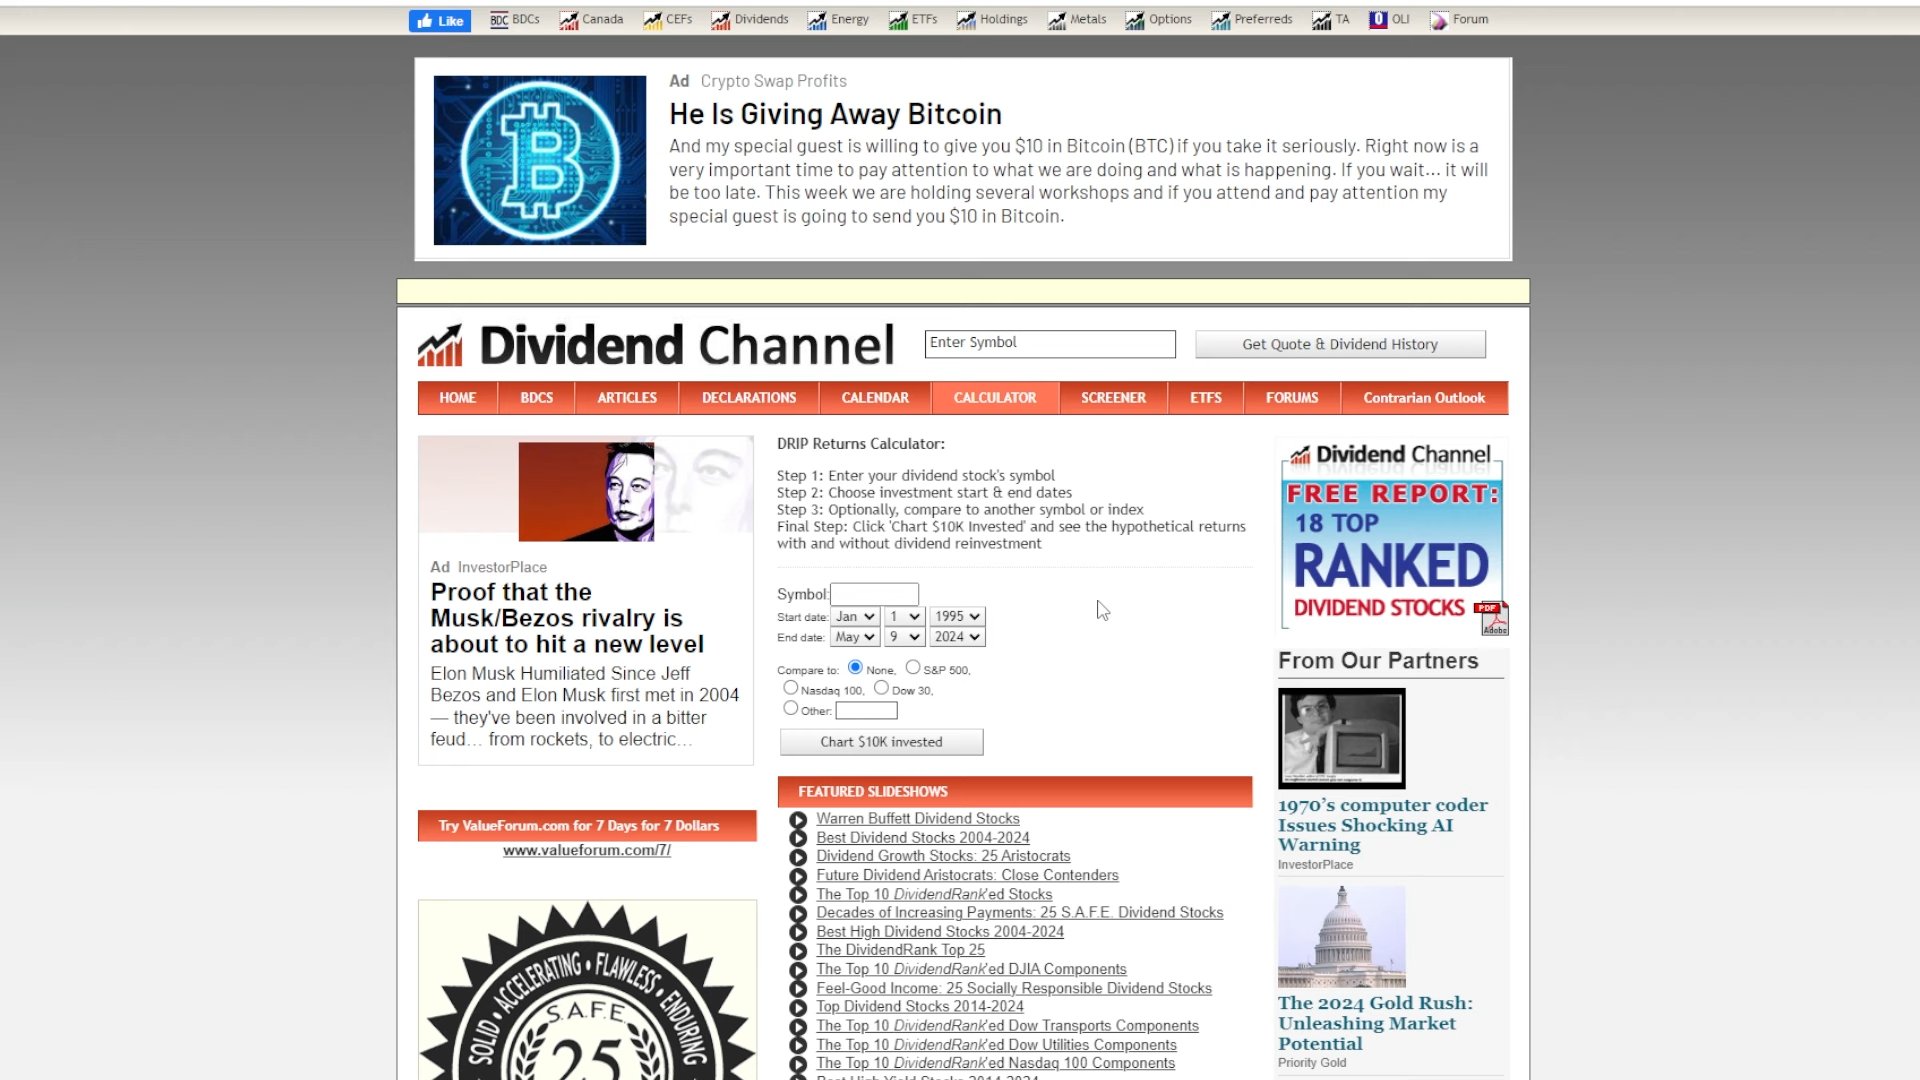 Like BDC BDCs Canada CEFs Dividends Energy ETFs Holdings Metals Options Preferreds TA OLI Forum
Ad Crypto Swap Profits
He Is Giving Away Bitcoin
And my special guest is willing to give you $10 in Bitcoin (BTC) if you take it seriously. Right now is a
very important time to pay attention to what we are doing and what is happening. If you wait... it will
be too late. This week we are holding several workshops and if you attend and pay attention my
special guest is going to send you $10 in Bitcoin.
Dividend Channel
Enter Symbol
Get Quote & Dividend History
HOME BDCS ARTICLES DECLARATIONS CALENDAR CALCULATOR SCREENER ETFS FORUMS Contrarian Outlook
Ad InvestorPlace
Proof that the
Musk/Bezos rivalry is
about to hit a new level
Elon Musk Humiliated Since Jeff
Bezos and Elon Musk first met in 2004
— they've been involved in a bitter
feud... from rockets, to electric...
Try ValueForum.com for 7 Days for 7 Dollars
www.valueforum.com/7/
SOLID • ACCELERATING • FLAWLESS • ENDURING
S.A.F.E.
25
DRIP Returns Calculator:
Step 1: Enter your dividend stock's symbol
Step 2: Choose investment start & end dates
Step 3: Optionally, compare to another symbol or index
Final Step: Click 'Chart $10K Invested' and see the hypothetical returns
with and without dividend reinvestment
Symbol:
Start date: Jan 1 1995
End date: May 9 2024
Compare to: None, S&P 500,
Nasdaq 100, Dow 30,
Other:
Chart $10K invested
FEATURED SLIDESHOWS
Warren Buffett Dividend Stocks
Best Dividend Stocks 2004-2024
Dividend Growth Stocks: 25 Aristocrats
Future Dividend Aristocrats: Close Contenders
The Top 10 DividendRank'ed Stocks
Decades of Increasing Payments: 25 S.A.F.E. Dividend Stocks
Best High Dividend Stocks 2004-2024
The DividendRank Top 25
The Top 10 DividendRank'ed DJIA Components
Feel-Good Income: 25 Socially Responsible Dividend Stocks
Top Dividend Stocks 2014-2024
The Top 10 DividendRank'ed Dow Transports Components
The Top 10 DividendRank'ed Dow Utilities Components
The Top 10 DividendRank'ed Nasdaq 100 Components
Best High Yield Stocks 2014-2024
Dividend Channel
FREE REPORT:
18 TOP
RANKED
DIVIDEND STOCKS
PDF
Adobe
From Our Partners
1970's computer coder
Issues Shocking AI
Warning
InvestorPlace
The 2024 Gold Rush:
Unleashing Market
Potential
Priority Gold